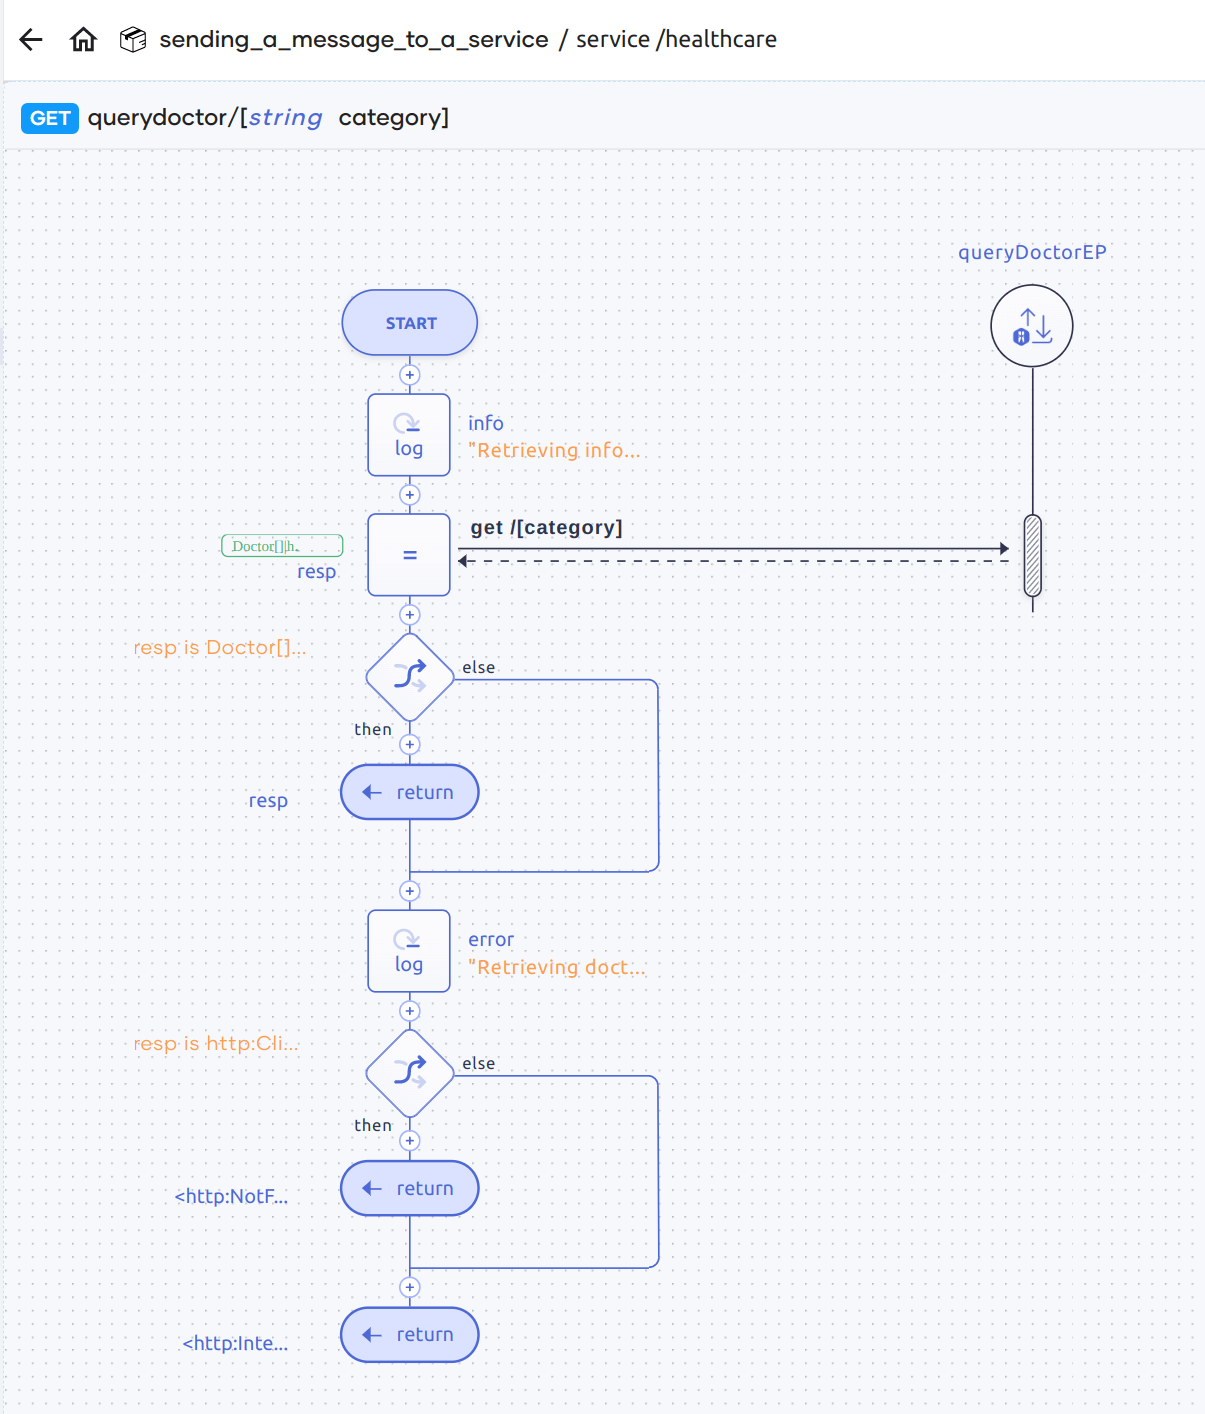 sending_a_message_to_a_service / service /healthcare
GET querydoctor/[string category]
queryDoctorEP
START
log
info
"Retrieving info...
get /[category]
Doctor[]|h.
resp
=
resp is Doctor[]...
else
then
resp
return
log
error
"Retrieving doct...
resp is http:Cli...
else
then
<http:NotF...
return
<http:Inte...
return